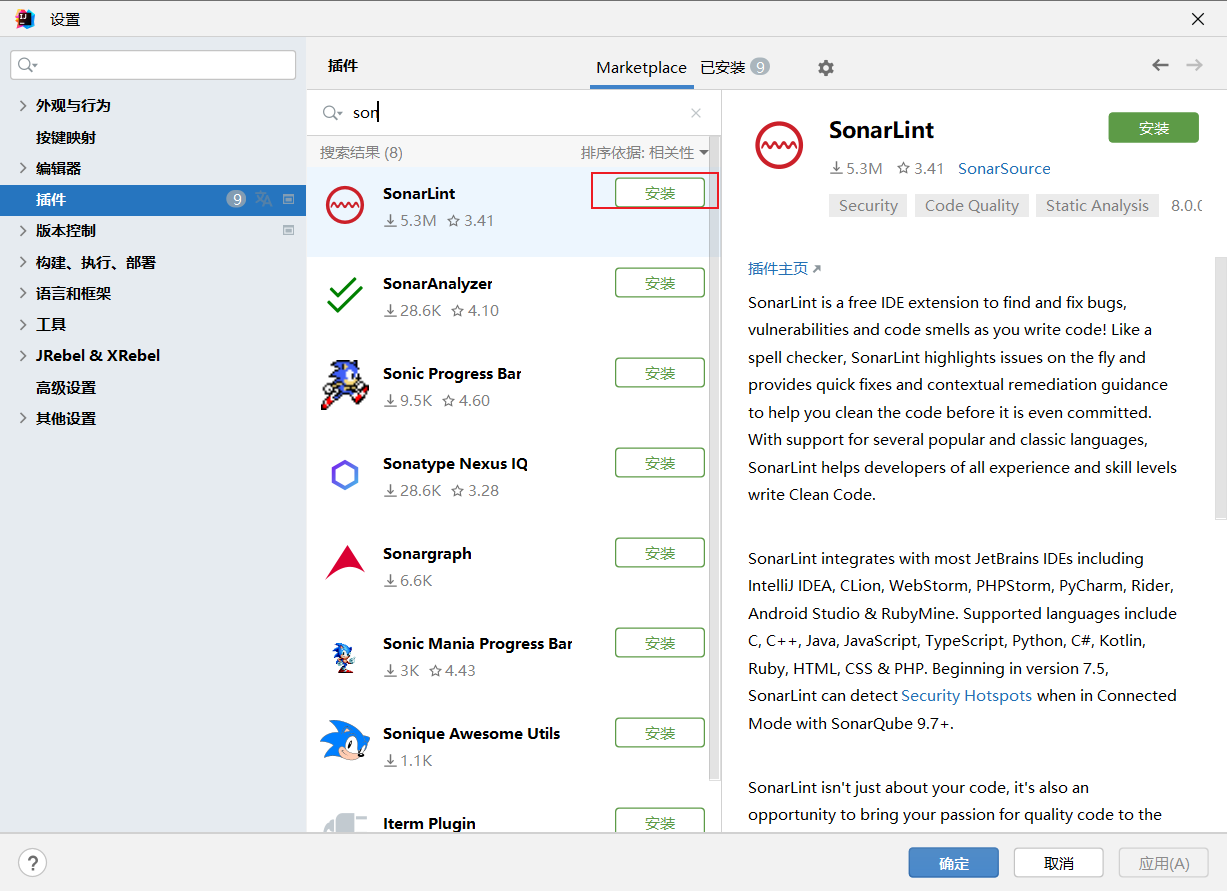 设置
插件
Marketplace
已安装 9
外观与行为
按键映射
编辑器
插件 9
版本控制
构建、执行、部署
语言和框架
工具
JRebel & XRebel
高级设置
其他设置
son
搜索结果 (8)
排序依据: 相关性
SonarLint
5.3M 3.41
安装
SonarAnalyzer
28.6K 4.10
安装
Sonic Progress Bar
9.5K 4.60
安装
Sonatype Nexus IQ
28.6K 3.28
安装
Sonargraph
6.6K
安装
Sonic Mania Progress Bar
3K 4.43
安装
Sonique Awesome Utils
1.1K
安装
Iterm Plugin
安装
SonarLint
安装
5.3M 3.41 SonarSource
Security Code Quality Static Analysis 8.0.
插件主页
SonarLint is a free IDE extension to find and fix bugs,
vulnerabilities and code smells as you write code! Like a
spell checker, SonarLint highlights issues on the fly and
provides quick fixes and contextual remediation guidance
to help you clean the code before it is even committed.
With support for several popular and classic languages,
SonarLint helps developers of all experience and skill levels
write Clean Code.
SonarLint integrates with most JetBrains IDEs including
IntelliJ IDEA, CLion, WebStorm, PHPStorm, PyCharm, Rider,
Android Studio & RubyMine. Supported languages include
C, C++, Java, JavaScript, TypeScript, Python, C#, Kotlin,
Ruby, HTML, CSS & PHP. Beginning in version 7.5,
SonarLint can detect Security Hotspots when in Connected
Mode with SonarQube 9.7+.
SonarLint isn't just about your code, it's also an
opportunity to bring your passion for quality code to the
?
确定
取消
应用(A)